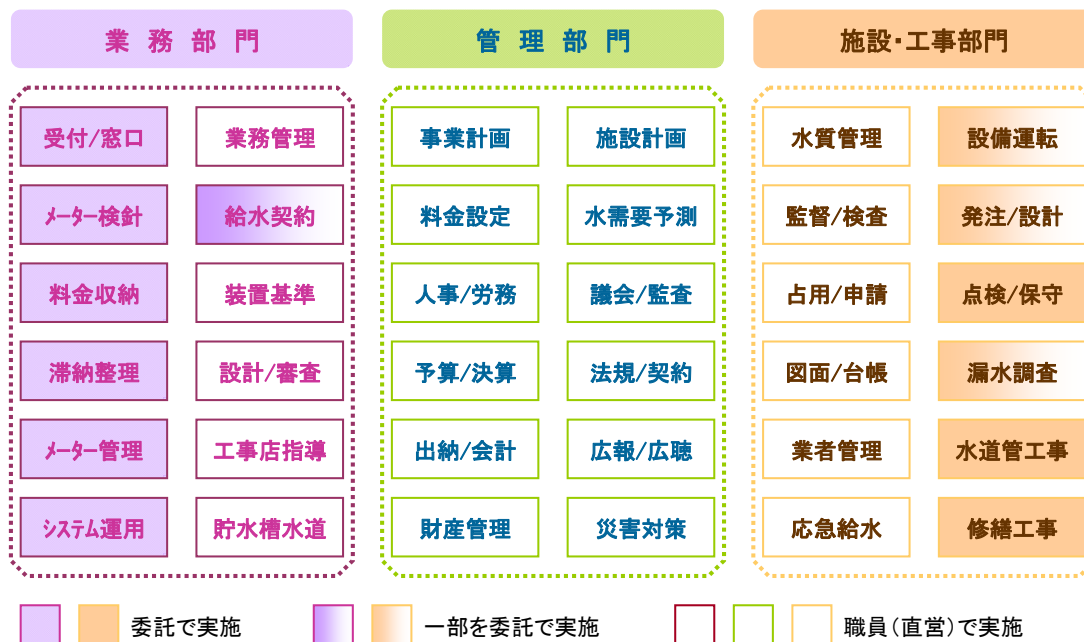 業務部門
受付/窓口
業務管理
メーター検針
給水契約
料金収納
装置基準
滞納整理
設計/審査
メーター管理
工事店指導
システム運用
貯水槽水道
管理部門
事業計画
施設計画
料金設定
水需要予測
人事/労務
議会/監査
予算/決算
法規/契約
出納/会計
広報/広聴
財産管理
災害対策
施設・工事部門
水質管理
設備運転
監督/検査
発注/設計
占用/申請
点検/保守
図面/台帳
漏水調査
業者管理
水道管工事
応急給水
修繕工事
委託で実施
一部を委託で実施
職員(直営)で実施